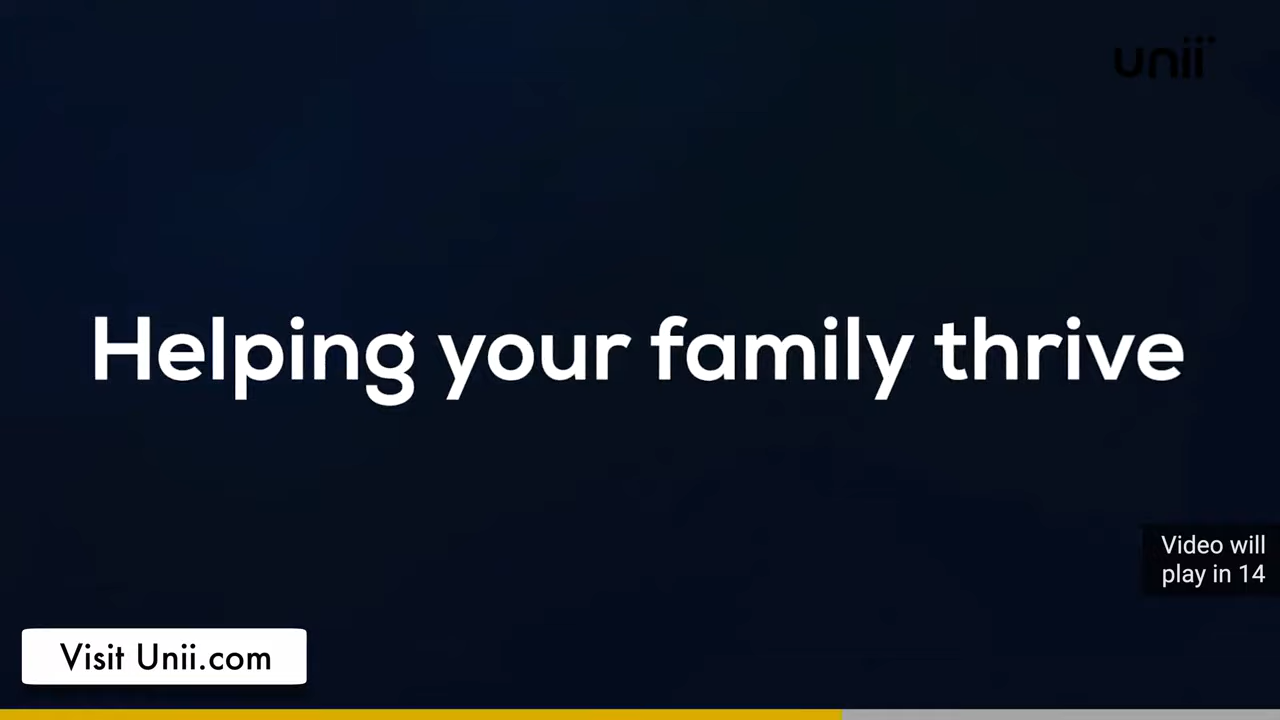 unii
Helping your family thrive
Video will
play in 14
Visit Unii.com